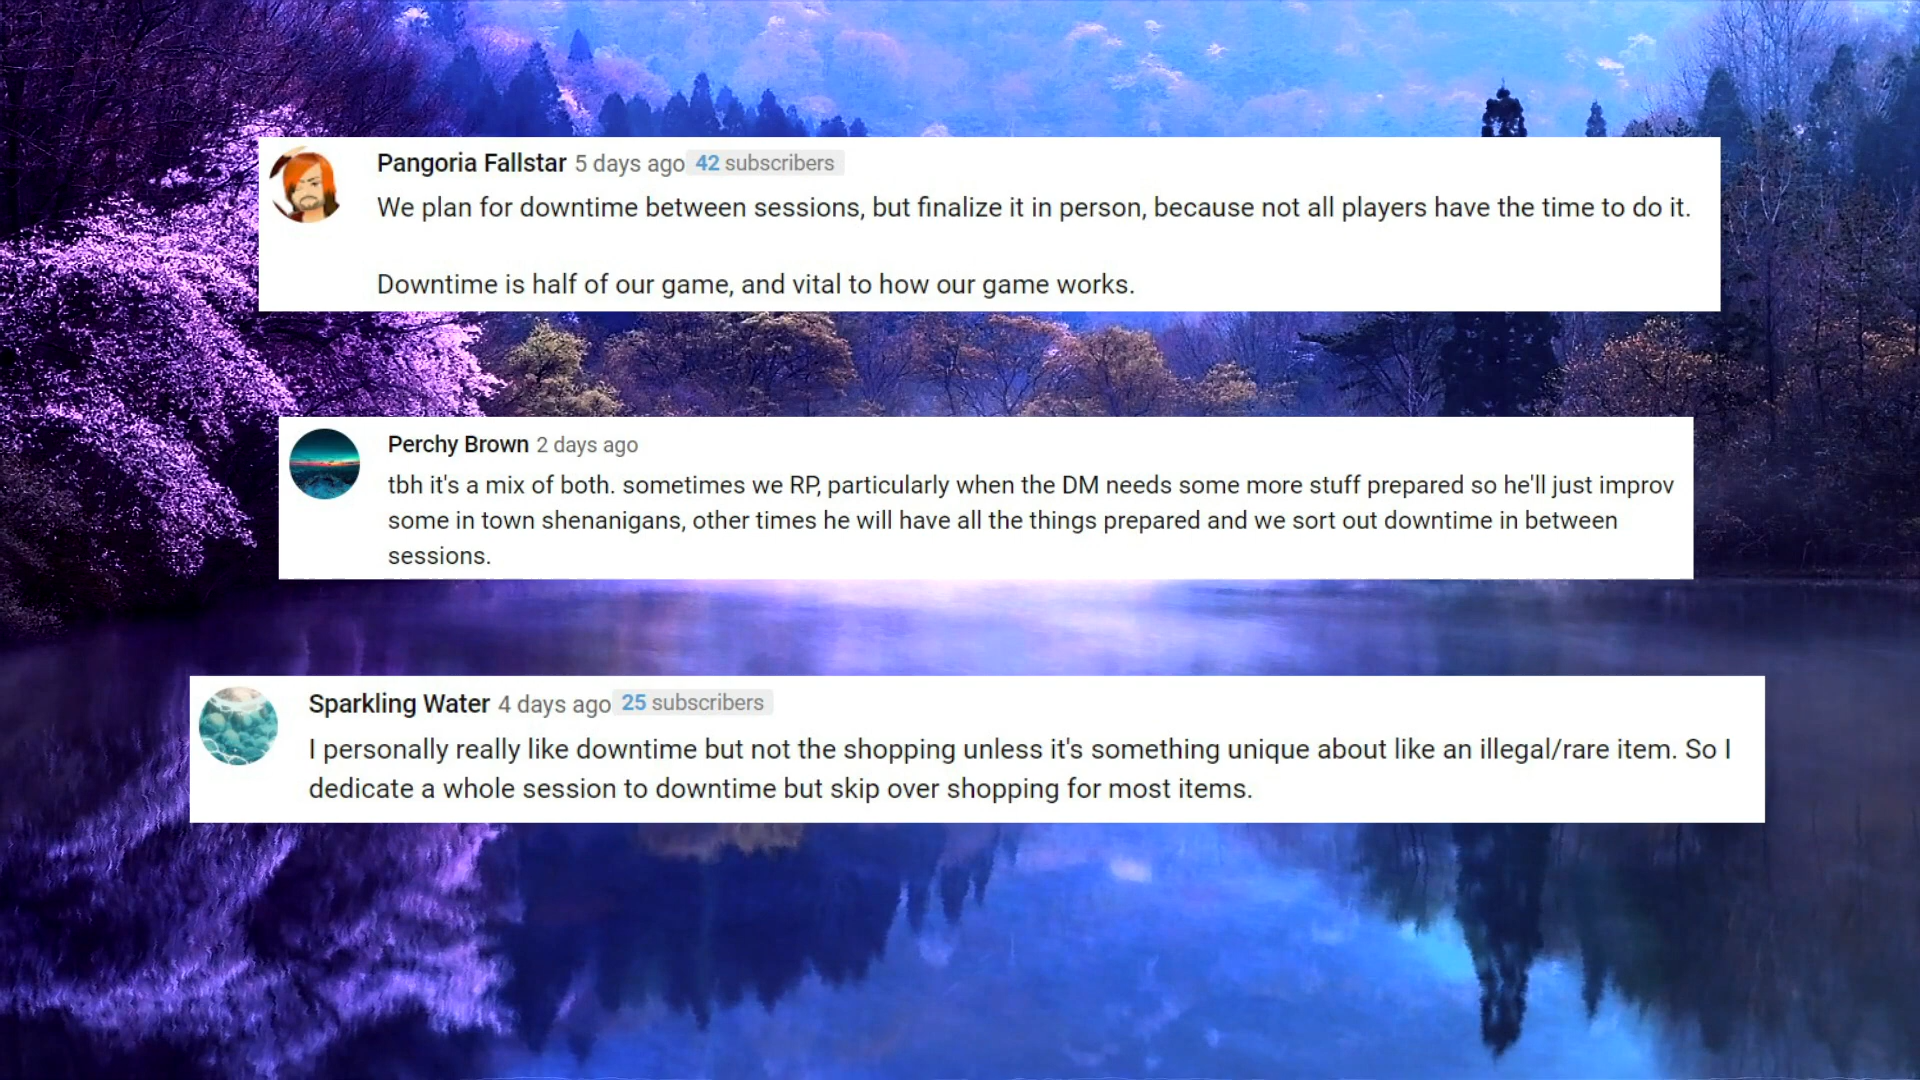 Pangoria Fallstar 5 days ago 42 subscribers
We plan for downtime between sessions, but finalize it in person, because not all players have the time to do it.
Downtime is half of our game, and vital to how our game works.
Perchy Brown 2 days ago
tbh it's a mix of both. sometimes we RP, particularly when the DM needs some more stuff prepared so he'll just improv
some in town shenanigans, other times he will have all the things prepared and we sort out downtime in between
sessions.
Sparkling Water 4 days ago 25 subscribers
I personally really like downtime but not the shopping unless it's something unique about like an illegal/rare item. So I
dedicate a whole session to downtime but skip over shopping for most items.